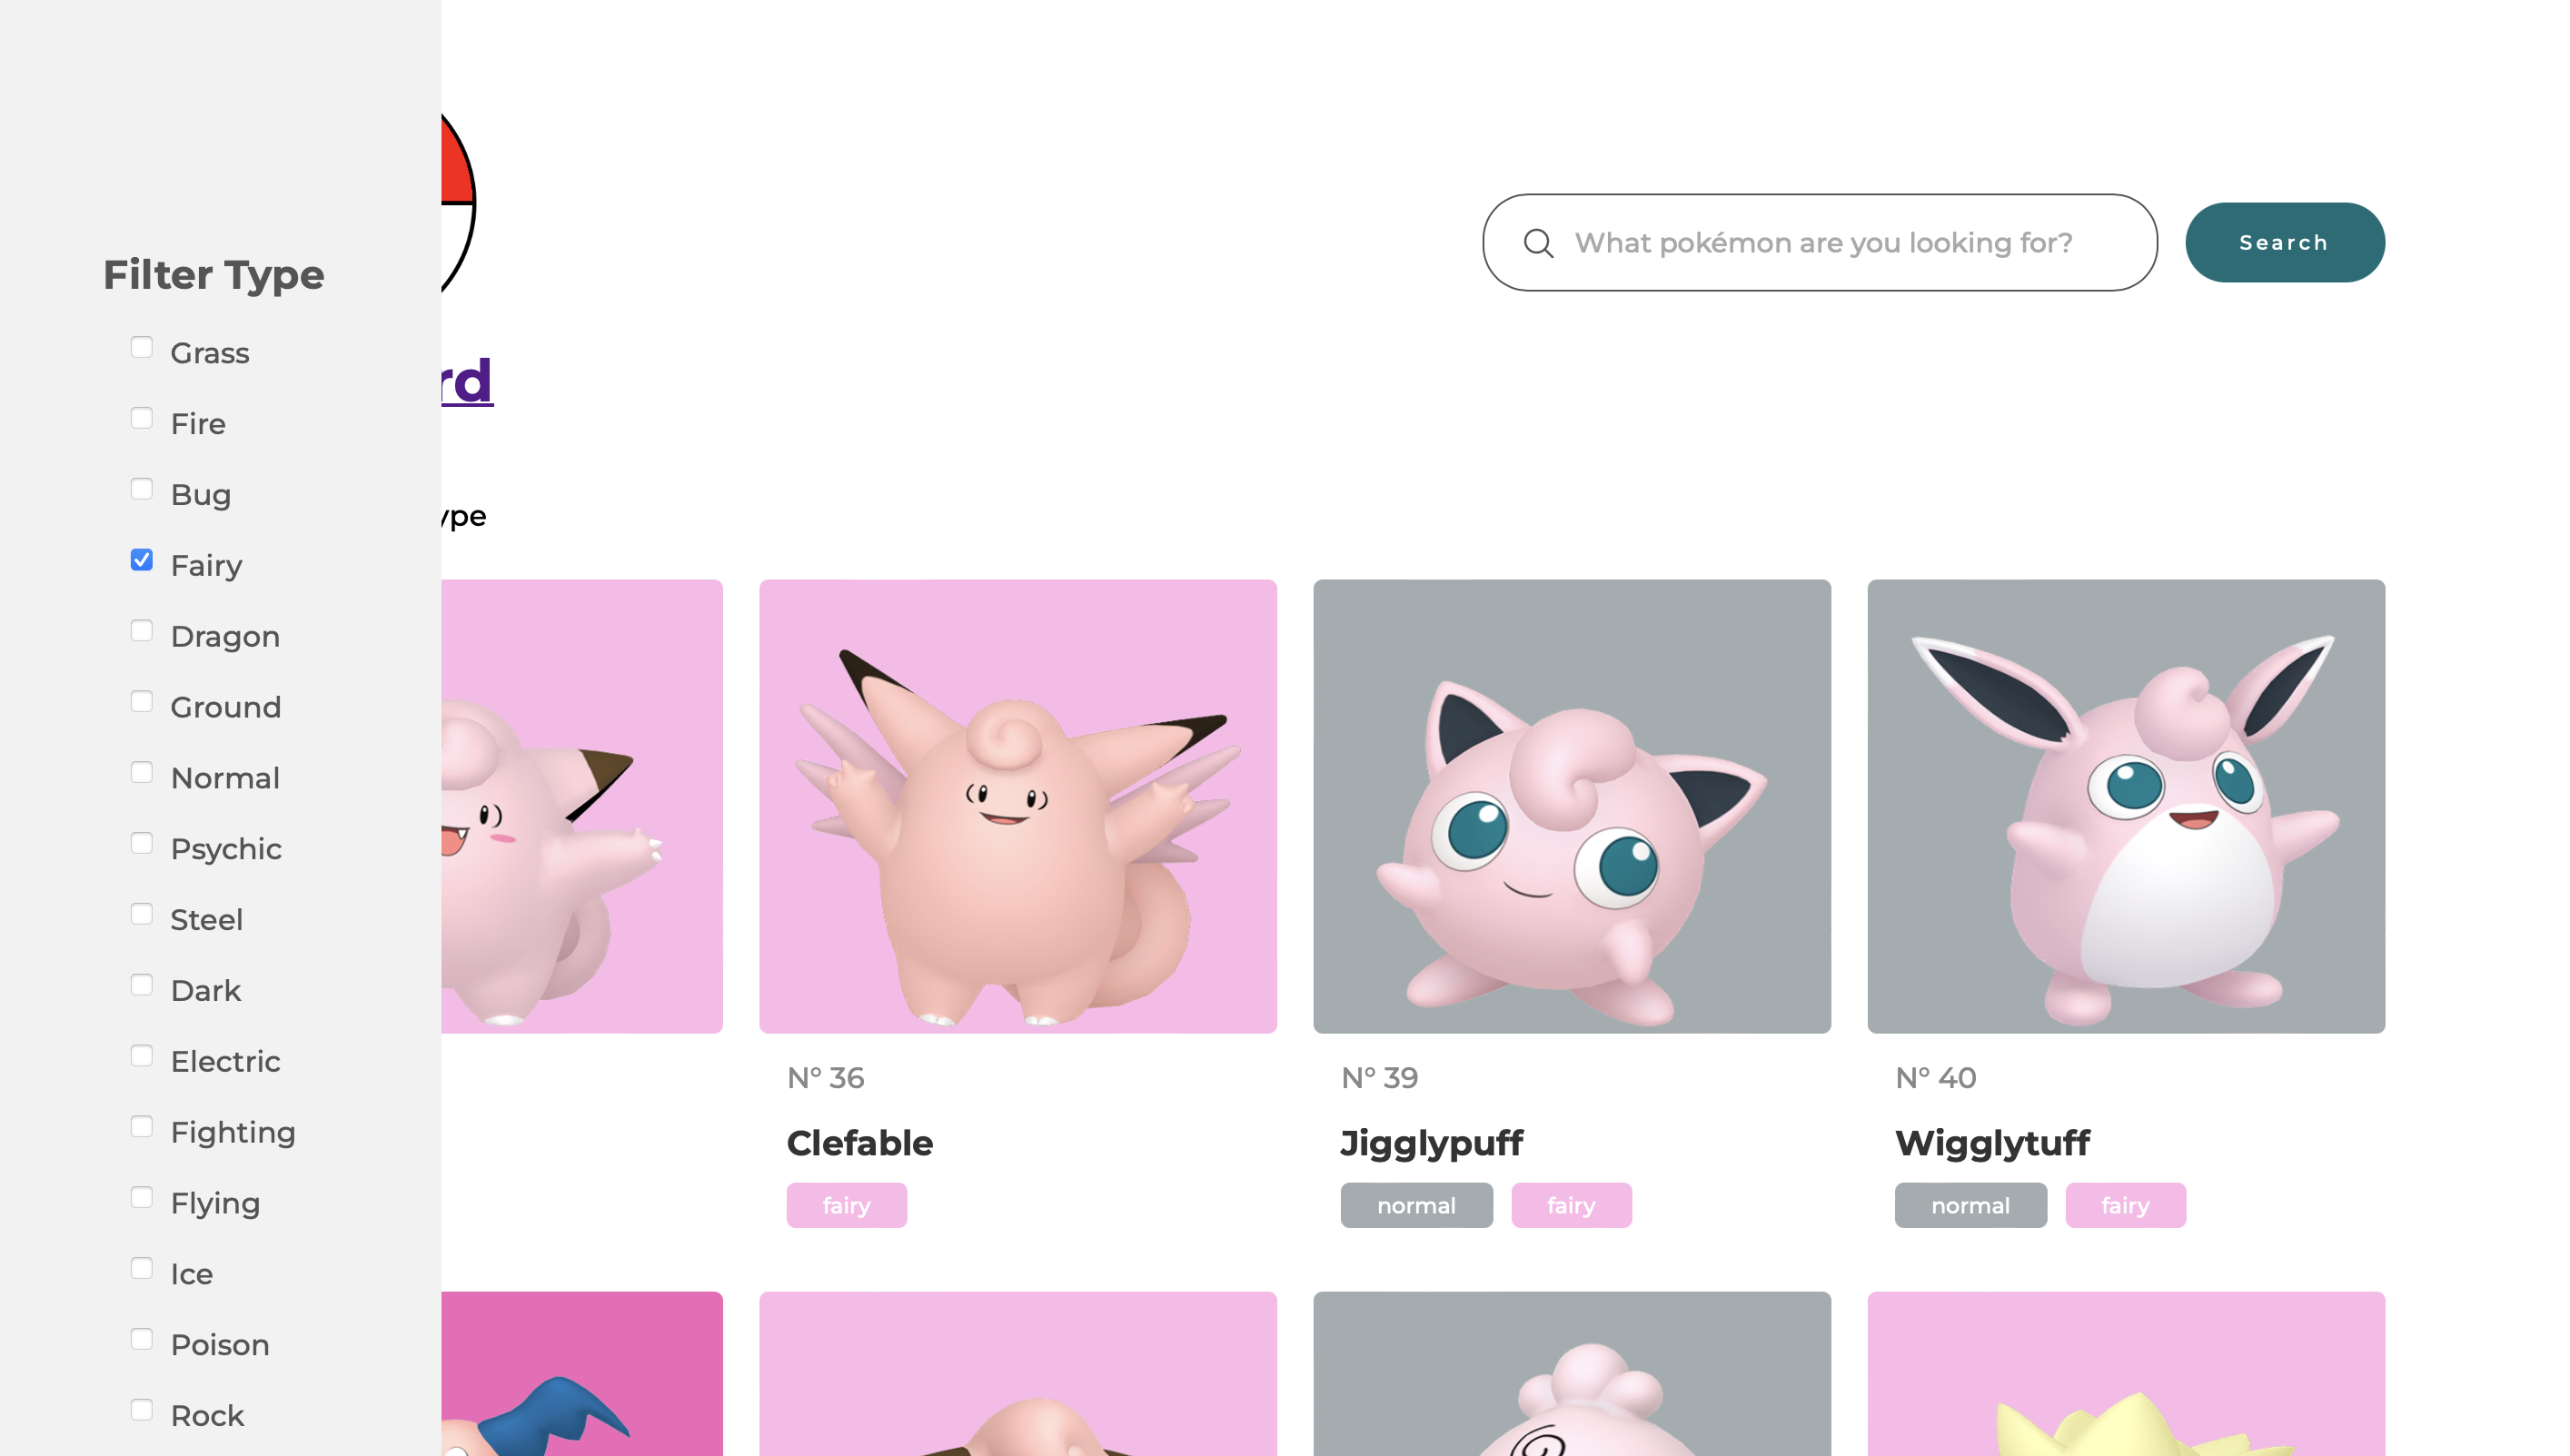 What pokémon are you looking for?
Search
Filter Type
Grass
Fire
Bug
Fairy
Dragon
Ground
Normal
Psychic
Steel
Dark
Electric
Fighting
Flying
Ice
Poison
Rock
rd
ype
N° 36
Clefable
fairy
N° 39
Jigglypuff
normal fairy
N° 40
Wigglytuff
normal fairy